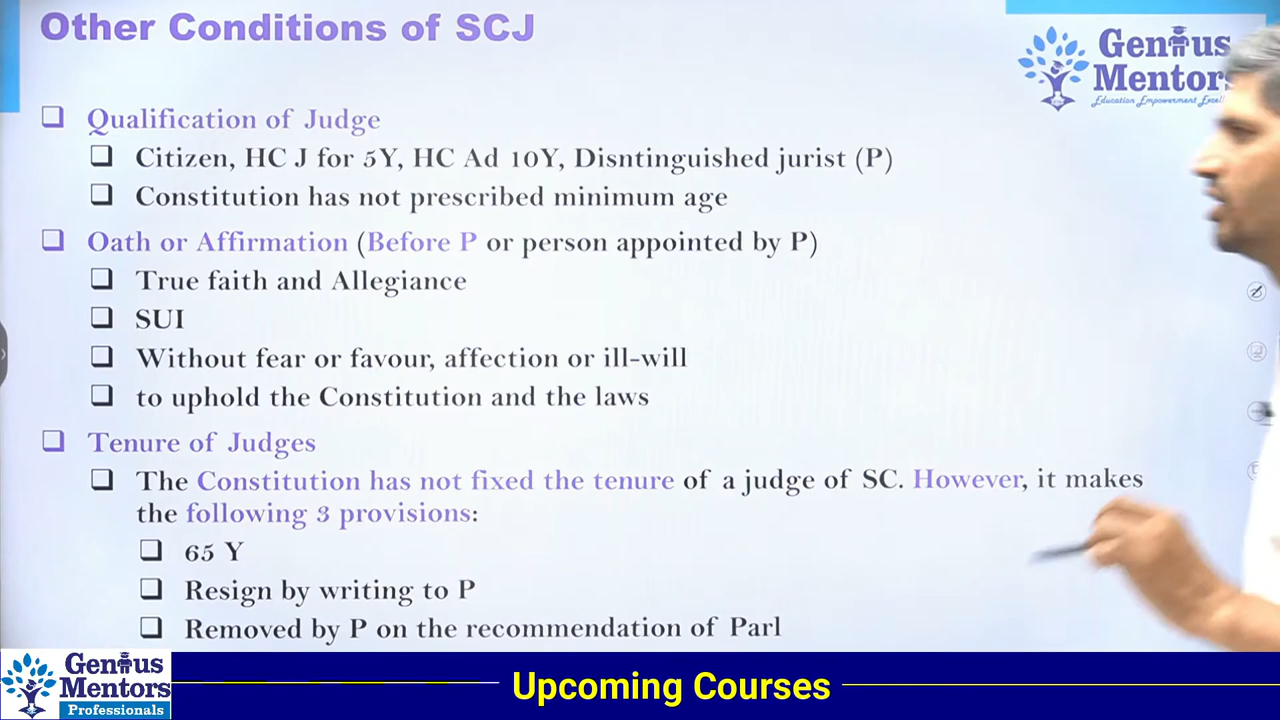 Other Conditions of SCJ
Genius
Mentors
Education Empowerment
❑ Qualification of Judge
❑ Citizen, HC J for 5Y, HC Ad 10Y, Disntinguished jurist (P)
❑ Constitution has not prescribed minimum age
❑ Oath or Affirmation (Before P or person appointed by P)
❑ True faith and Allegiance
❑ SUI
❑ Without fear or favour, affection or ill-will
❑ to uphold the Constitution and the laws
❑ Tenure of Judges
❑ The Constitution has not fixed the tenure of a judge of SC. However, it makes
the following 3 provisions:
❑ 65 Y
❑ Resign by writing to P
❑ Removed by P on the recommendation of Parl
Genius
Mentors
Professionals
Upcoming Courses